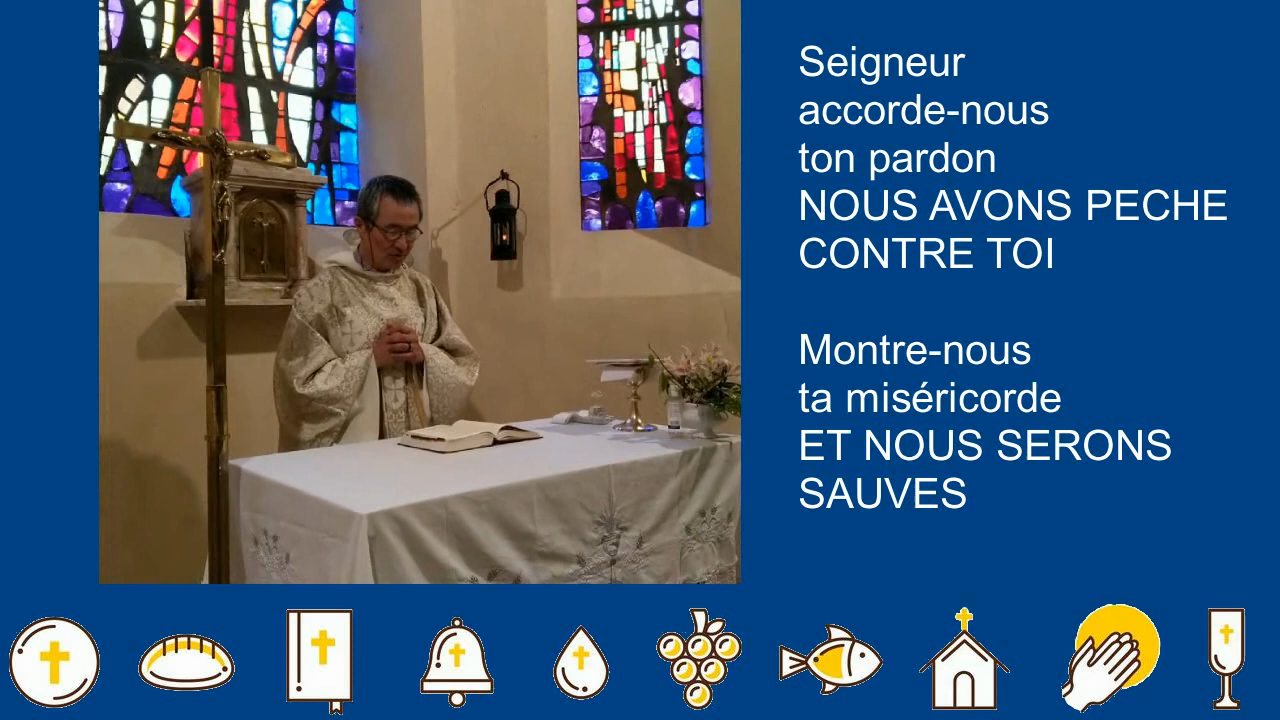 Seigneur
accorde-nous
ton pardon
NOUS AVONS PECHE
CONTRE TOI
Montre-nous
ta miséricorde
ET NOUS SERONS
SAUVES